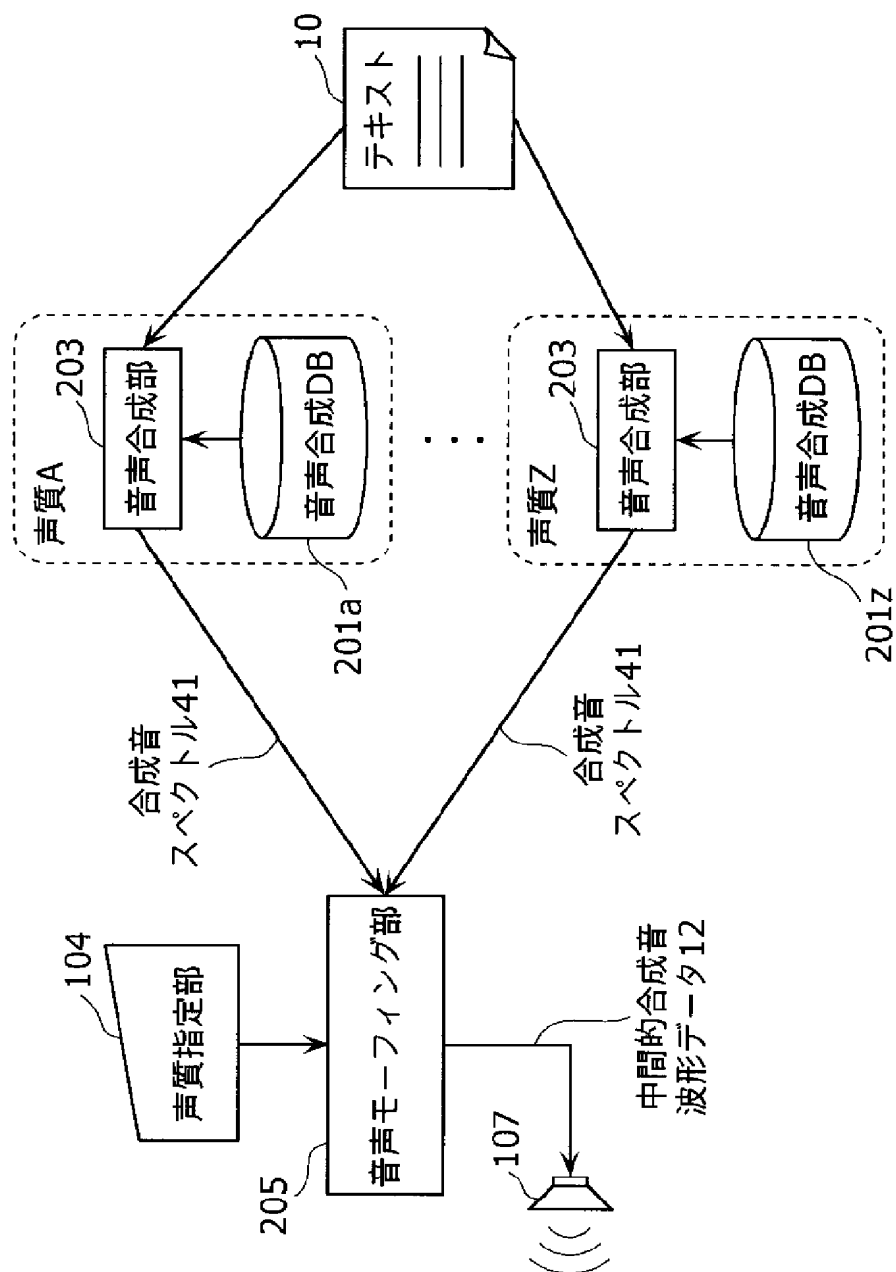 10
テキスト
声質A
203
音声合成部
音声合成DB
201a
・・・
声質Z
203
音声合成部
音声合成DB
201z
合成音
スペクトル41
合成音
スペクトル41
104
声質指定部
音声モーフィング部
205
中間的合成音
波形データ12
107